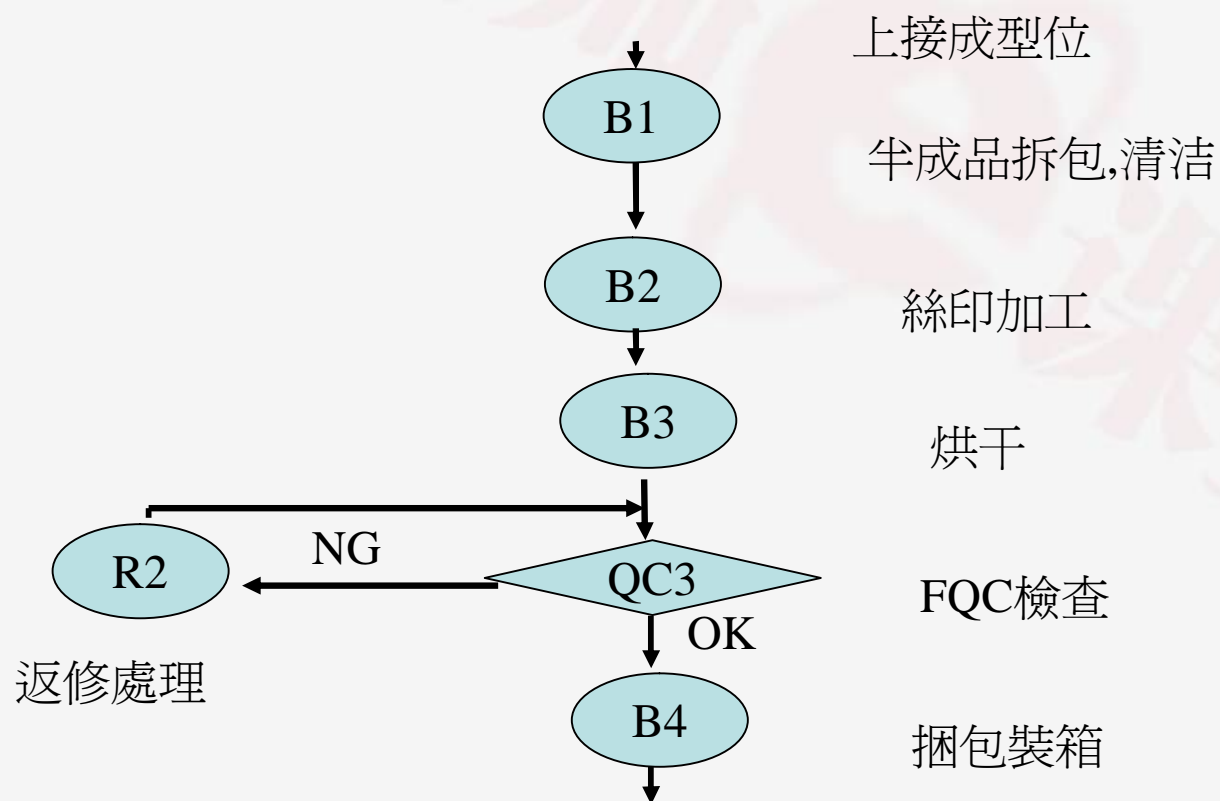 上接成型位
B1
半成品拆包,清洁
B2
絲印加工
B3
烘干
R2
NG
QC3
FQC檢查
OK
返修處理
B4
捆包裝箱